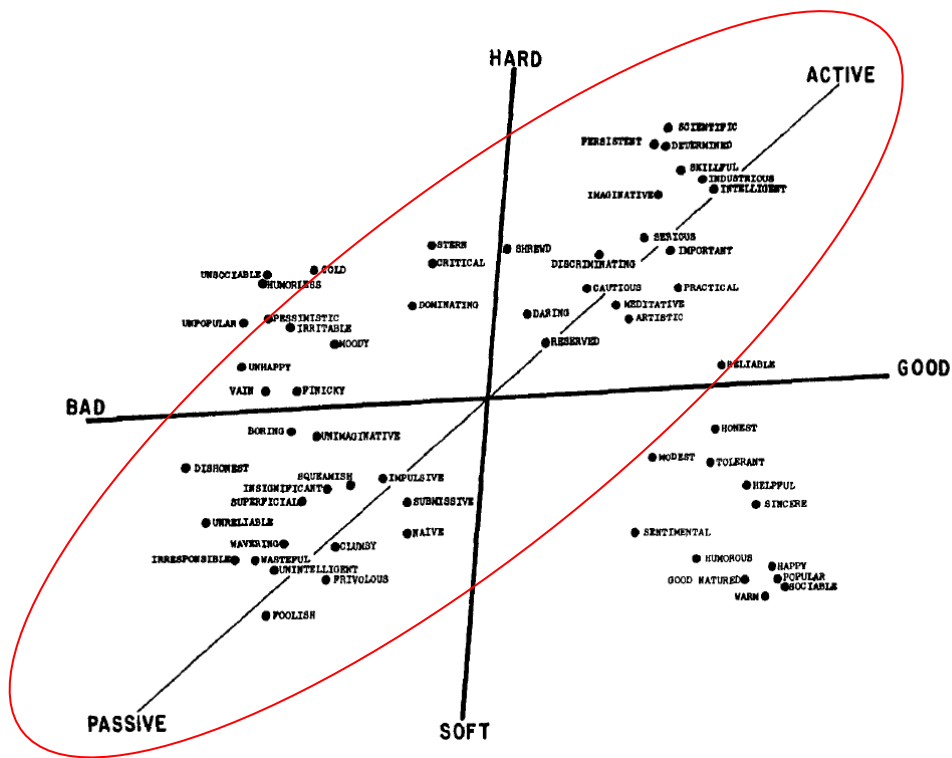 HARD
ACTIVE
SCIENTIFIC
PERSISTENT
DETERMINED
SKILLFUL
INDUSTRIOUS
INTELLIGENT
IMAGINATIVE
SERIOUS
STERN
SHREWD
IMPORTANT
CRITICAL
DISCRIMINATING
COLD
UNSOCIABLE
HUMORLESS
CAUTIOUS
PRACTICAL
DOMINATING
MEDITATIVE
DARING
ARTISTIC
PESSIMISTIC
UNPOPULAR
IRRITABLE
MOODY
RESERVED
UNHAPPY
RELIABLE
GOOD
VAIN
FINICKY
BAD
BORING
UNIMAGINATIVE
HONEST
MODEST
TOLERANT
DISHONEST
SQUEAMISH
IMPULSIVE
INSIGNIFICANT
HELPFUL
SUPERFICIAL
SUBMISSIVE
SINCERE
UNRELIABLE
NAIVE
SENTIMENTAL
WAVERING
CLUMSY
IRRESPONSIBLE
WASTEFUL
HUMOROUS
UNINTELLIGENT
HAPPY
FRIVOLOUS
GOOD NATURED
POPULAR
SOCIABLE
WARM
FOOLISH
PASSIVE
SOFT